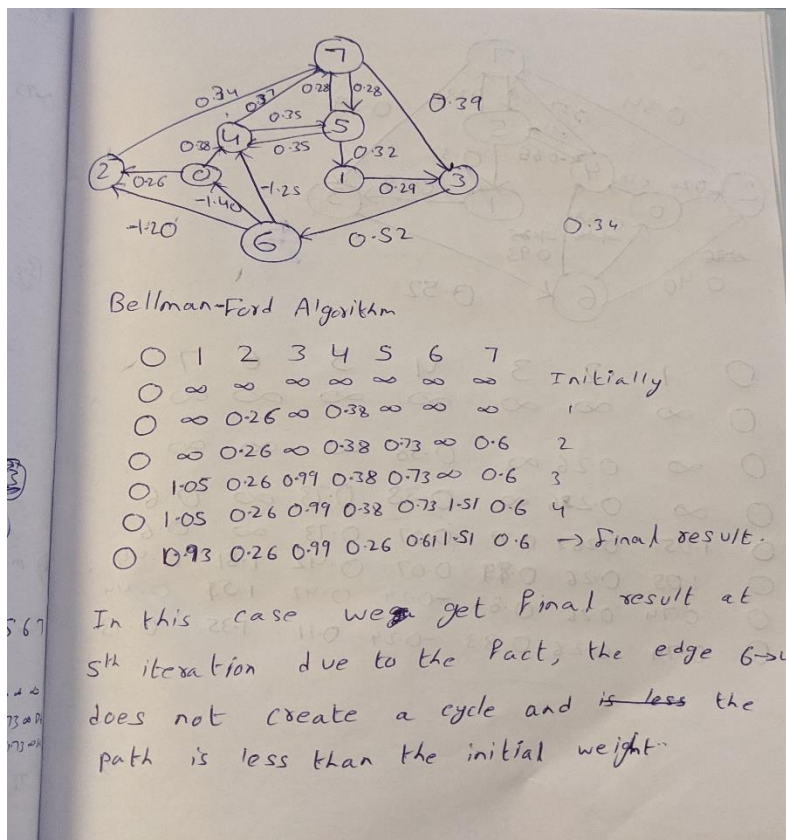 7
0.34
0.37
0.28
0.28
0.39
0.35
4
5
0.38
0.35
0.32
2
0.26
0
1
0.29
3
-1.25
-1.40
-1.20
6
0.52
0.34
Bellman-Ford Algorithm
0 1 2 3 4 5 6 7
0 ∞ ∞ ∞ ∞ ∞ ∞ ∞ Initially
0 ∞ 0.26 ∞ 0.38 ∞ ∞ ∞ 1
0 ∞ 0.26 ∞ 0.38 0.73 ∞ 0.6 2
0 1.05 0.26 0.99 0.38 0.73 ∞ 0.6 3
0 1.05 0.26 0.99 0.38 0.73 1.51 0.6 4
0 0.93 0.26 0.99 0.26 0.61 1.51 0.6 → final result.
In this case we get final result at
5th iteration due to the fact, the edge 6→4
does not create a cycle and is less the
path is less than the initial weight.
5 6 7